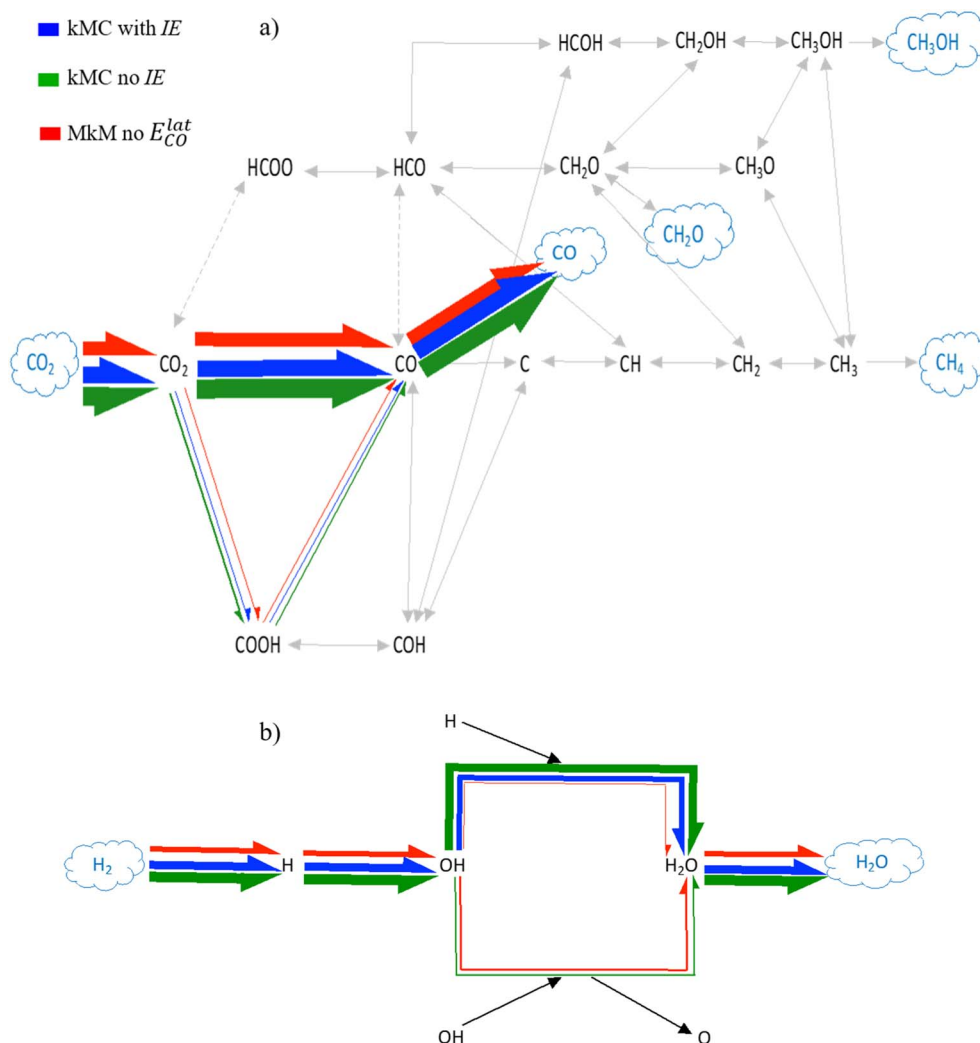 kMC with IE
a)
HCOH
CH₂OH
CH₃OH
CH₃OH
kMC no IE
MkM no E_CO^lat
HCOO
HCO
CH₂O
CH₃O
CH₂O
CO
CO₂
CO₂
CO
C
CH
CH₂
CH₃
CH₄
COOH
COH
b)
H
H₂
H
OH
H₂O
H₂O
OH
O